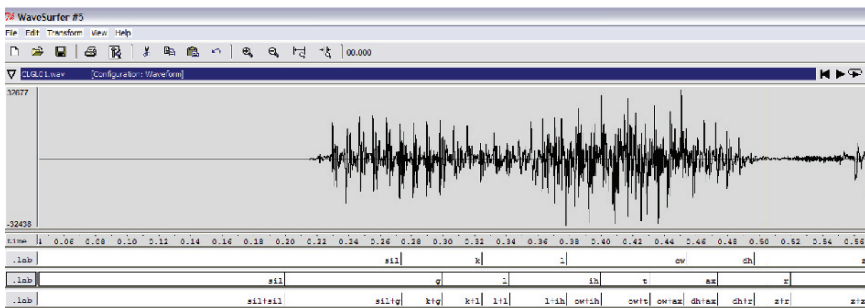 WaveSurfer #5
File Edit Transform View Help
00.000
CLGLC1.wav [Configuration: Waveform]
32677
-32438
time 0.06 0.08 0.10 0.12 0.14 0.16 0.18 0.20 0.22 0.24 0.26 0.28 0.30 0.32 0.34 0.36 0.38 0.40 0.42 0.44 0.46 0.48 0.50 0.52 0.54 0.56
.lab sil k l ow dh z
.lab sil g l ih t ax r
.lab sil+sil sil+g k+g k+l l+l l+ih ow+ih ow+t ow+ax dh+ax dh+r z+r z+z